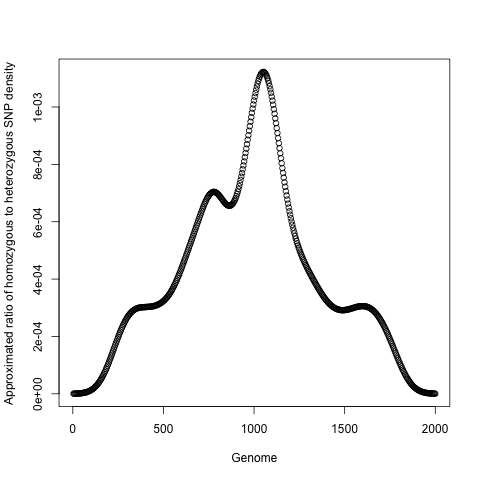 Approximated ratio of homozygous to heterozygous SNP density
1e-03
8e-04
6e-04
4e-04
2e-04
0e+00
0 500 1000 1500 2000
Genome